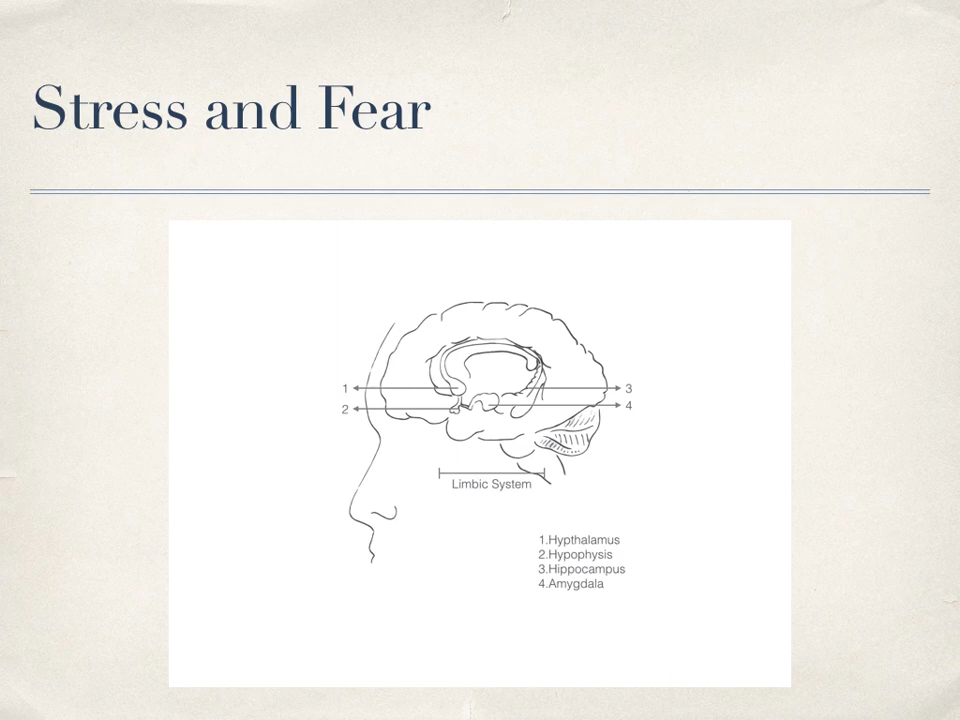 Stress and Fear
1
3
2
4
Limbic System
1.Hypthalamus
2.Hypophysis
3.Hippocampus
4.Amygdala